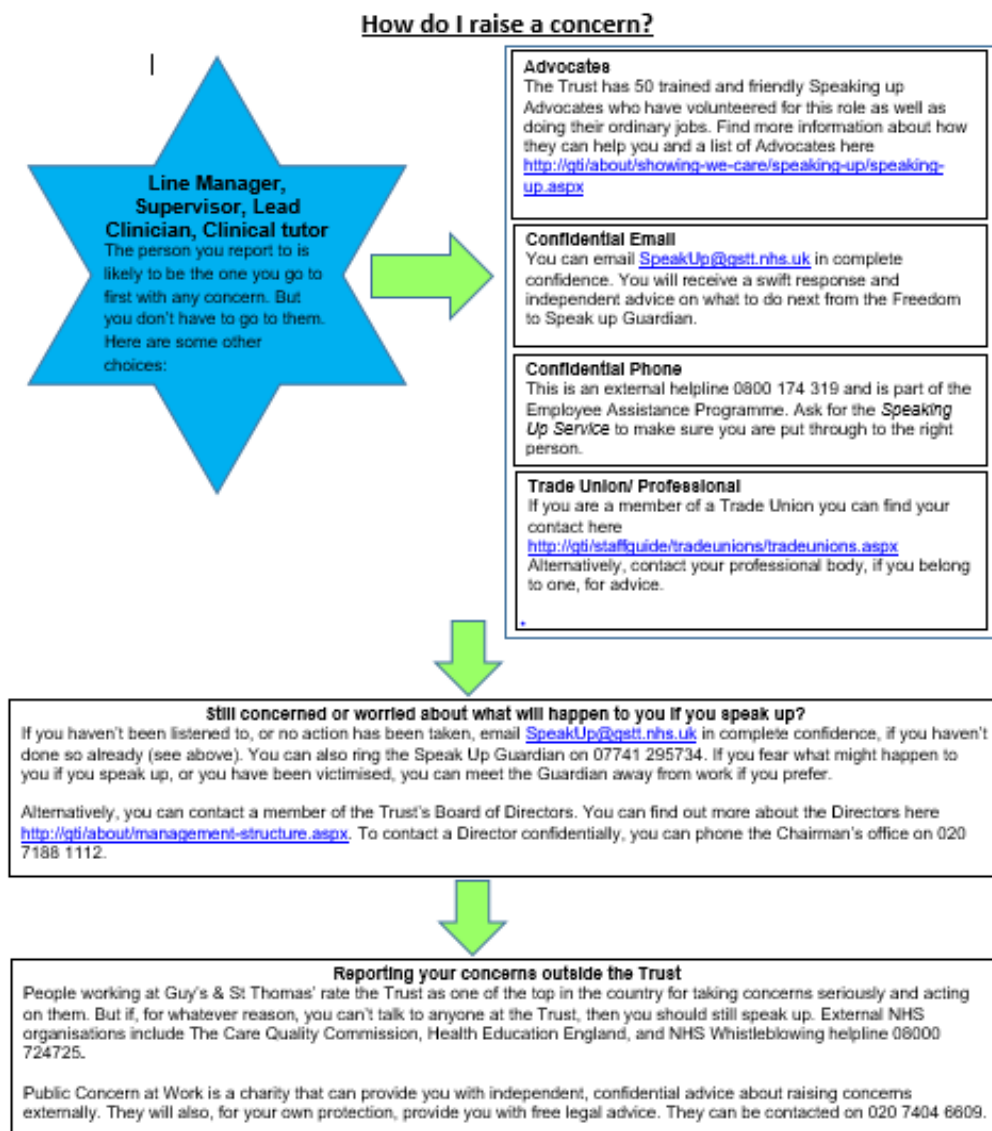 How do I raise a concern?
Line Manager,
Supervisor, Lead
Clinician, Clinical tutor
The person you report to is
likely to be the one you go to
first with any concern. But
you don't have to go to them.
Here are some other
choices:
Advocates
The Trust has 50 trained and friendly Speaking up
Advocates who have volunteered for this role as well as
doing their ordinary jobs. Find more information about how
they can help you and a list of Advocates here
http://gti/about/showing-we-care/speaking-up/speaking-
up.aspx
Confidential Email
You can email SpeakUp@gstt.nhs.uk in complete
confidence. You will receive a swift response and
independent advice on what to do next from the Freedom
to Speak up Guardian.
Confidential Phone
This is an external helpline 0800 174 319 and is part of the
Employee Assistance Programme. Ask for the Speaking
Up Service to make sure you are put through to the right
person.
Trade Union/ Professional
If you are a member of a Trade Union you can find your
contact here
http://gti/staffguide/tradeunions/tradeunions.aspx
Alternatively, contact your professional body, if you belong
to one, for advice.
Still concerned or worried about what will happen to you if you speak up?
If you haven't been listened to, or no action has been taken, email SpeakUp@gstt.nhs.uk in complete confidence, if you haven't
done so already (see above). You can also ring the Speak Up Guardian on 07741 295734. If you fear what might happen to
you if you speak up, or you have been victimised, you can meet the Guardian away from work if you prefer.
Alternatively, you can contact a member of the Trust's Board of Directors. You can find out more about the Directors here
http://gti/about/management-structure.aspx. To contact a Director confidentially, you can phone the Chairman's office on 020
7188 1112.
Reporting your concerns outside the Trust
People working at Guy's & St Thomas' rate the Trust as one of the top in the country for taking concerns seriously and acting
on them. But if, for whatever reason, you can't talk to anyone at the Trust, then you should still speak up. External NHS
organisations include The Care Quality Commission, Health Education England, and NHS Whistleblowing helpline 08000
724725.
Public Concern at Work is a charity that can provide you with independent, confidential advice about raising concerns
externally. They will also, for your own protection, provide you with free legal advice. They can be contacted on 020 7404 6609.